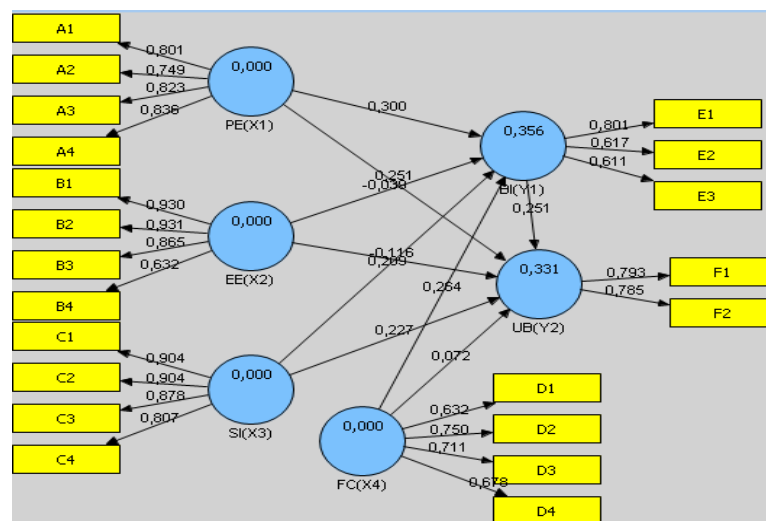 A1
A2
A3
A4
0,801
0,749
0,823
0,836
0,000
PE(X1)
B1
B2
B3
B4
0,930
0,931
0,865
0,632
0,000
EE(X2)
C1
C2
C3
C4
0,904
0,904
0,878
0,807
0,000
SI(X3)
0,300
0,251
-0,116
0,227
0,264
0,072
0,000
FC(X4)
0,632
0,750
0,711
0,678
D1
D2
D3
D4
0,356
BI(Y1)
0,801
0,617
0,611
E1
E2
E3
0,251
0,331
UB(Y2)
0,793
0,785
F1
F2